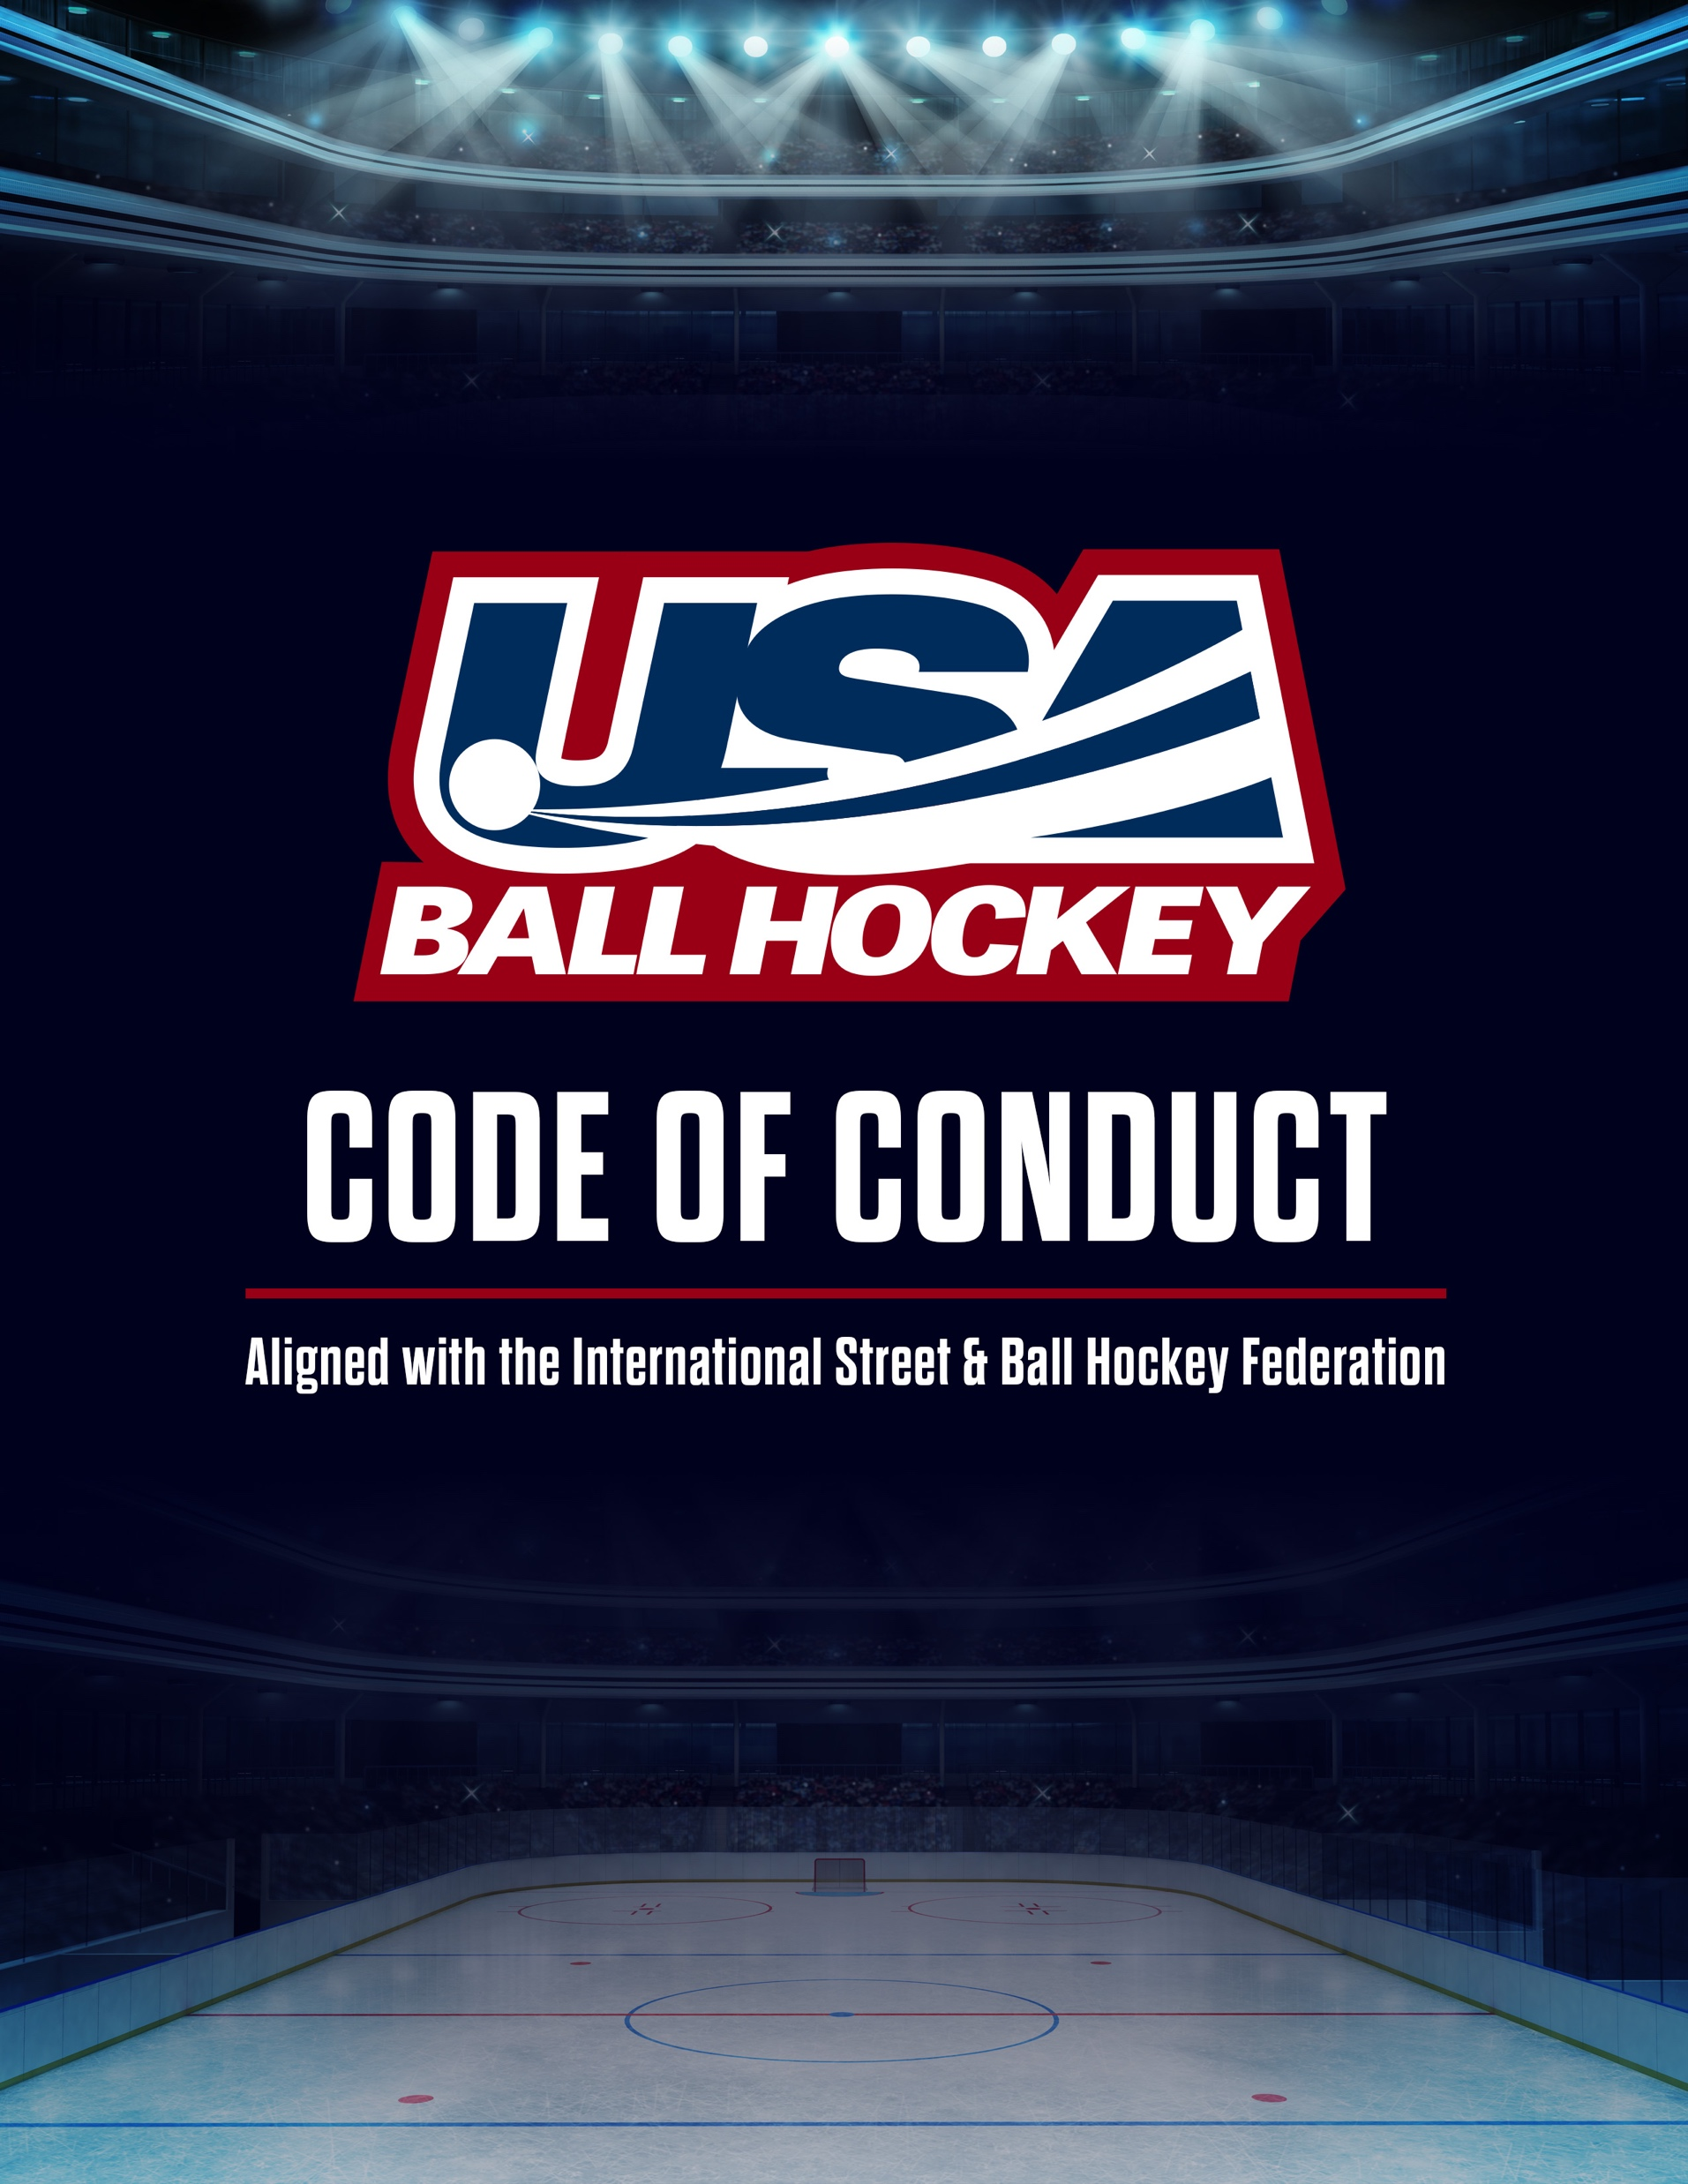 USA
BALL HOCKEY
CODE OF CONDUCT
Aligned with the International Street & Ball Hockey Federation